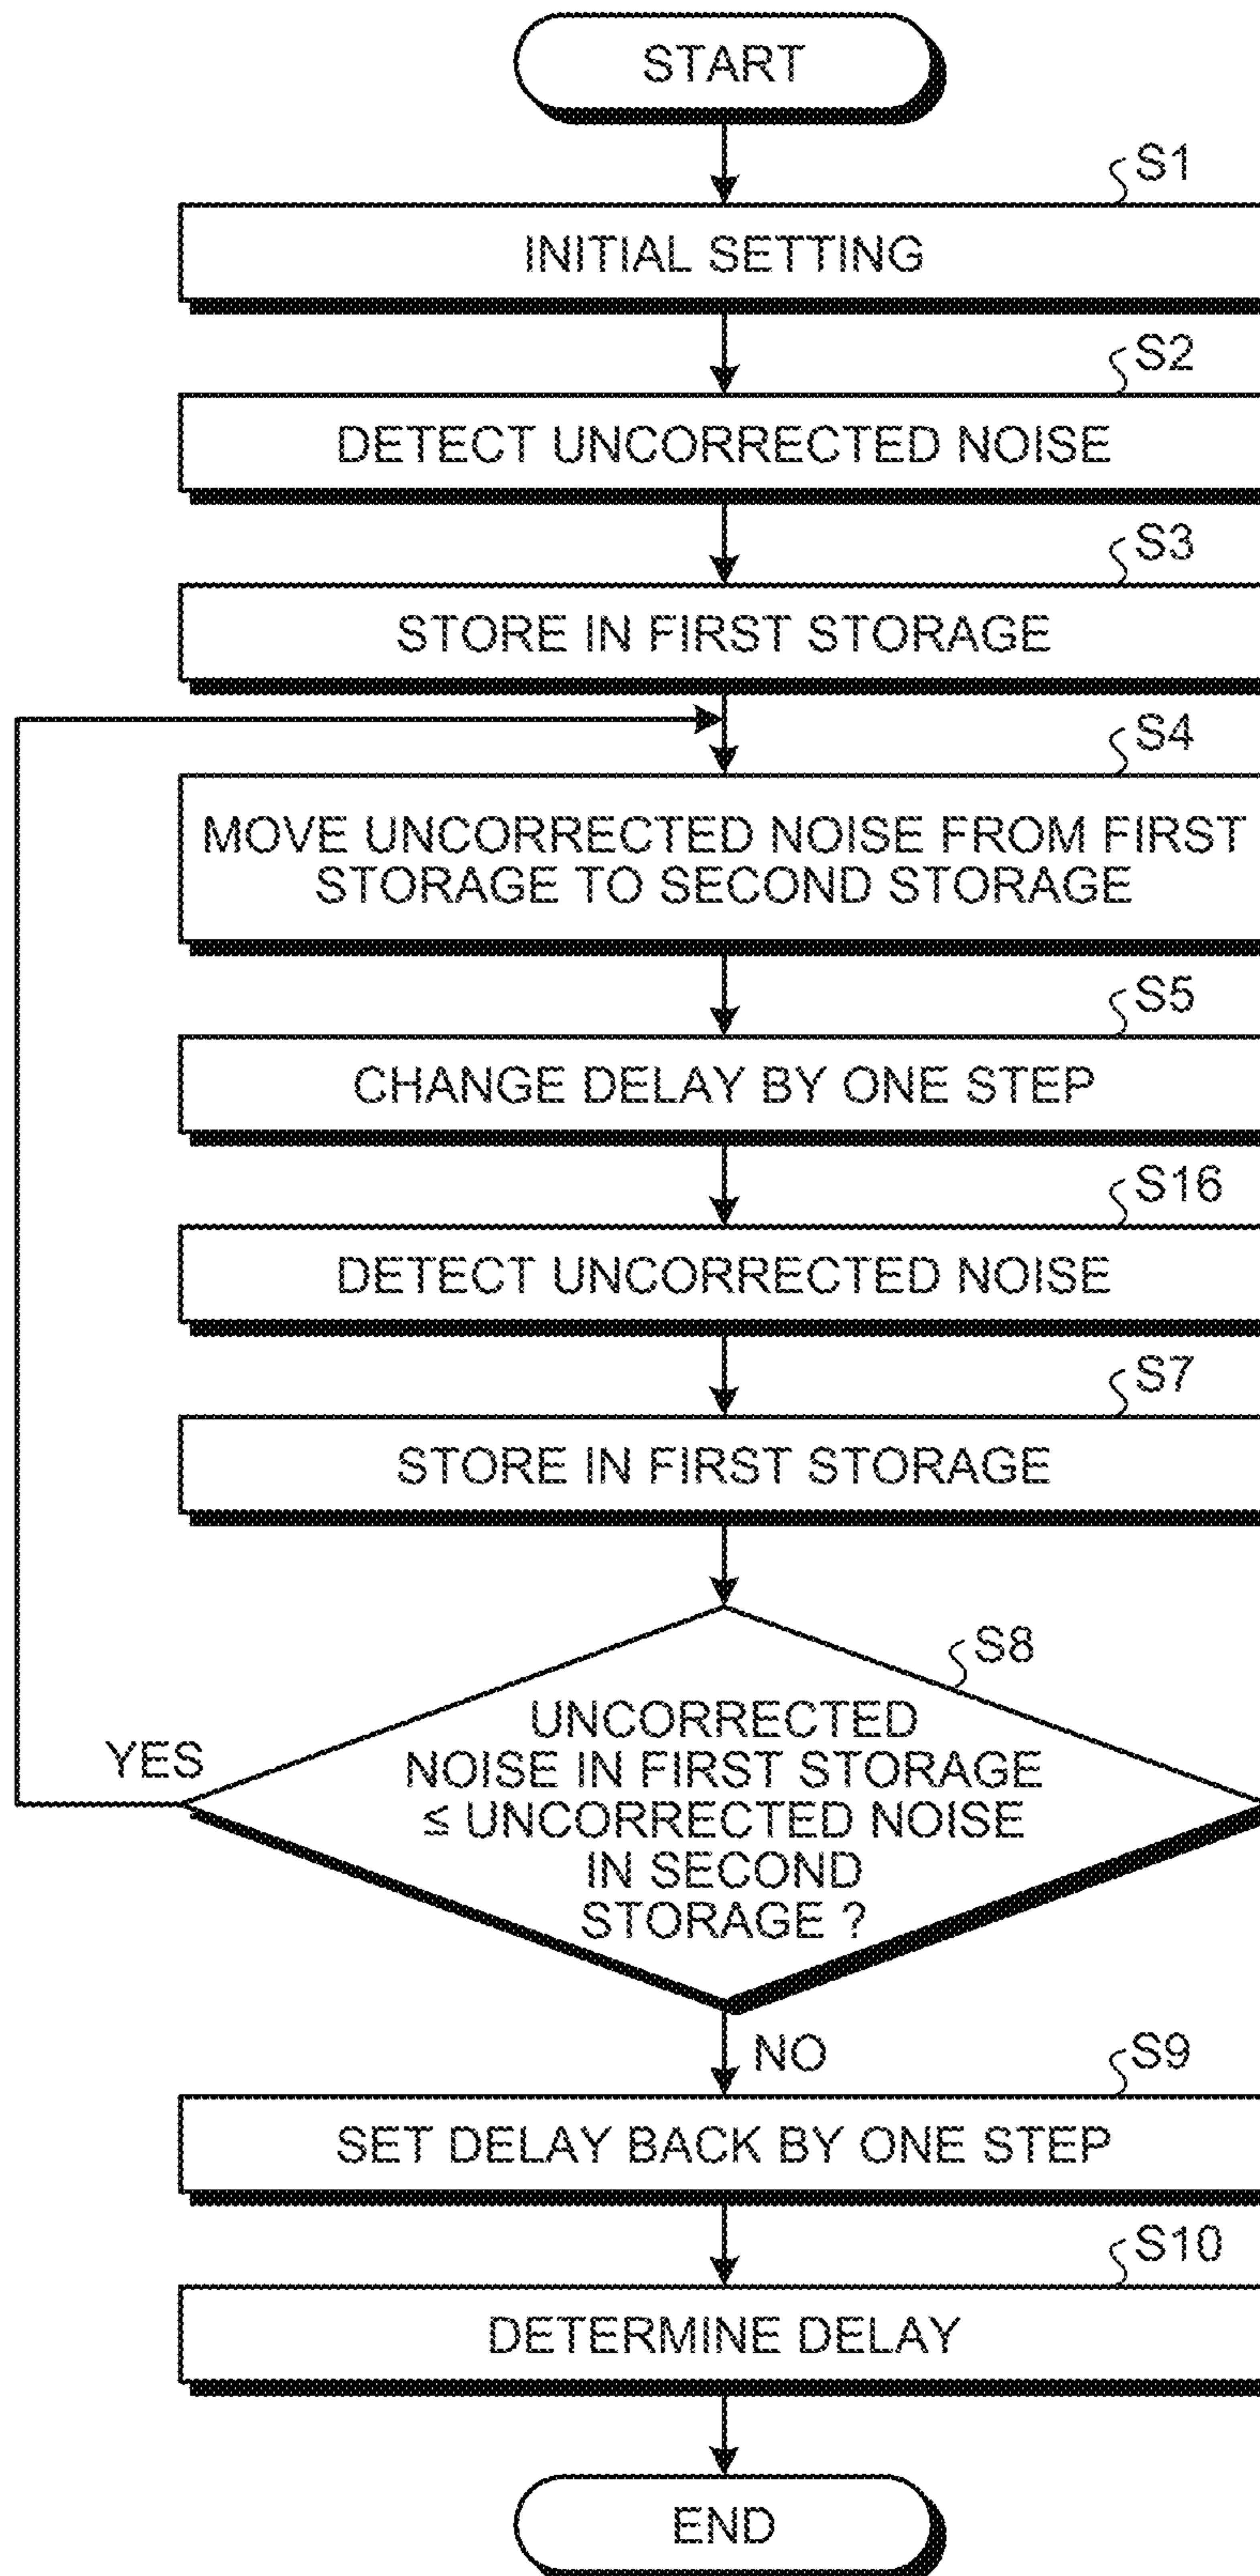 START
S1
INITIAL SETTING
S2
DETECT UNCORRECTED NOISE
S3
STORE IN FIRST STORAGE
S4
MOVE UNCORRECTED NOISE FROM FIRST
STORAGE TO SECOND STORAGE
S5
CHANGE DELAY BY ONE STEP
S16
DETECT UNCORRECTED NOISE
S7
STORE IN FIRST STORAGE
S8
UNCORRECTED
NOISE IN FIRST STORAGE
≤ UNCORRECTED NOISE
IN SECOND
STORAGE ?
YES
NO
S9
SET DELAY BACK BY ONE STEP
S10
DETERMINE DELAY
END